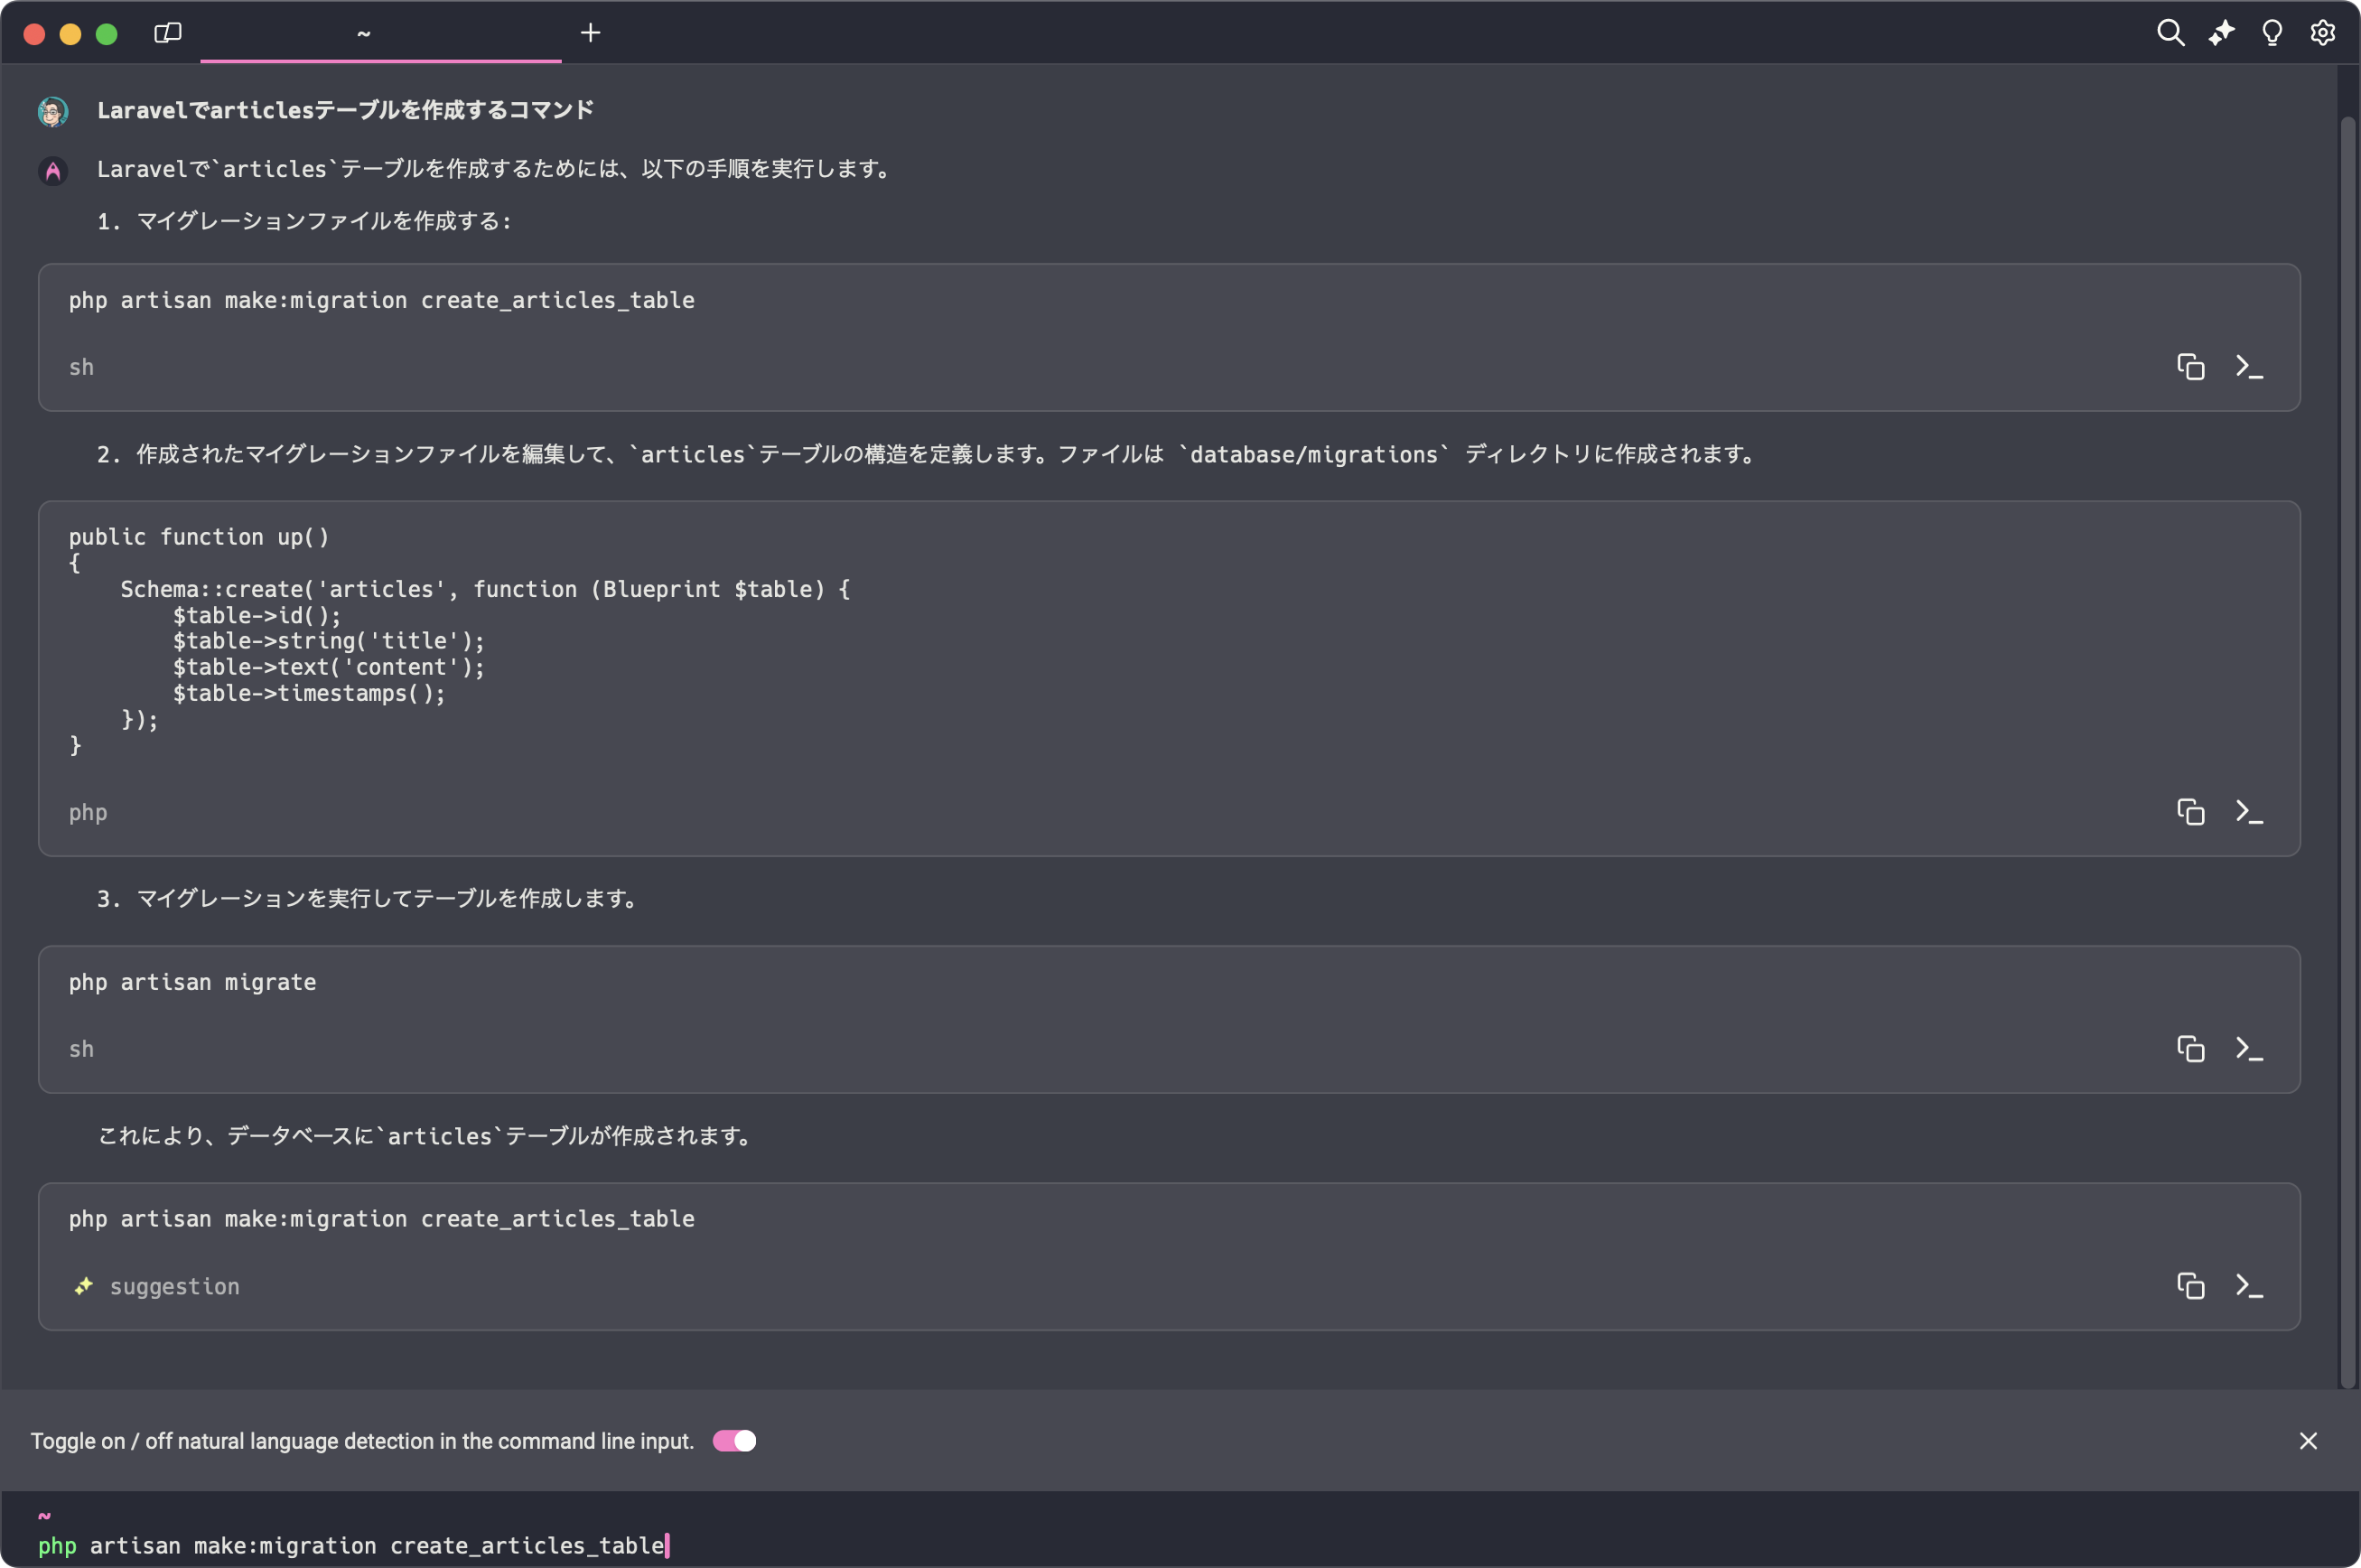 ~
Laravelでarticlesテーブルを作成するコマンド
Laravelで`articles`テーブルを作成するためには、以下の手順を実行します。
1. マイグレーションファイルを作成する:
php artisan make:migration create_articles_table
sh
2. 作成されたマイグレーションファイルを編集して、`articles`テーブルの構造を定義します。ファイルは `database/migrations` ディレクトリに作成されます。
public function up()
{
    Schema::create('articles', function (Blueprint $table) {
        $table->id();
        $table->string('title');
        $table->text('content');
        $table->timestamps();
    });
}
php
3. マイグレーションを実行してテーブルを作成します。
php artisan migrate
sh
これにより、データベースに`articles`テーブルが作成されます。
php artisan make:migration create_articles_table
suggestion
Toggle on / off natural language detection in the command line input.
~
php artisan make:migration create_articles_table